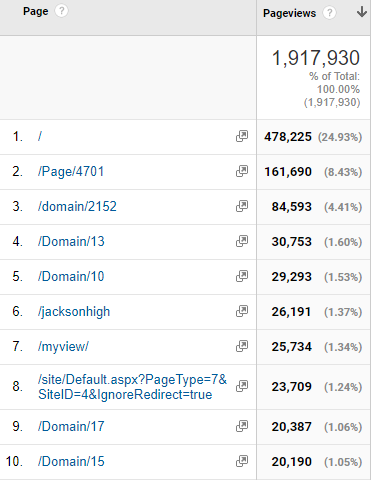 Page ? Pageviews ? ↓
1,917,930
% of Total:
100.00%
(1,917,930)
1. / 478,225 (24.93%)
2. /Page/4701 161,690 (8.43%)
3. /domain/2152 84,593 (4.41%)
4. /Domain/13 30,753 (1.60%)
5. /Domain/10 29,293 (1.53%)
6. /jacksonhigh 26,191 (1.37%)
7. /myview/ 25,734 (1.34%)
8. /site/Default.aspx?PageType=7&
SiteID=4&IgnoreRedirect=true 23,709 (1.24%)
9. /Domain/17 20,387 (1.06%)
10. /Domain/15 20,190 (1.05%)